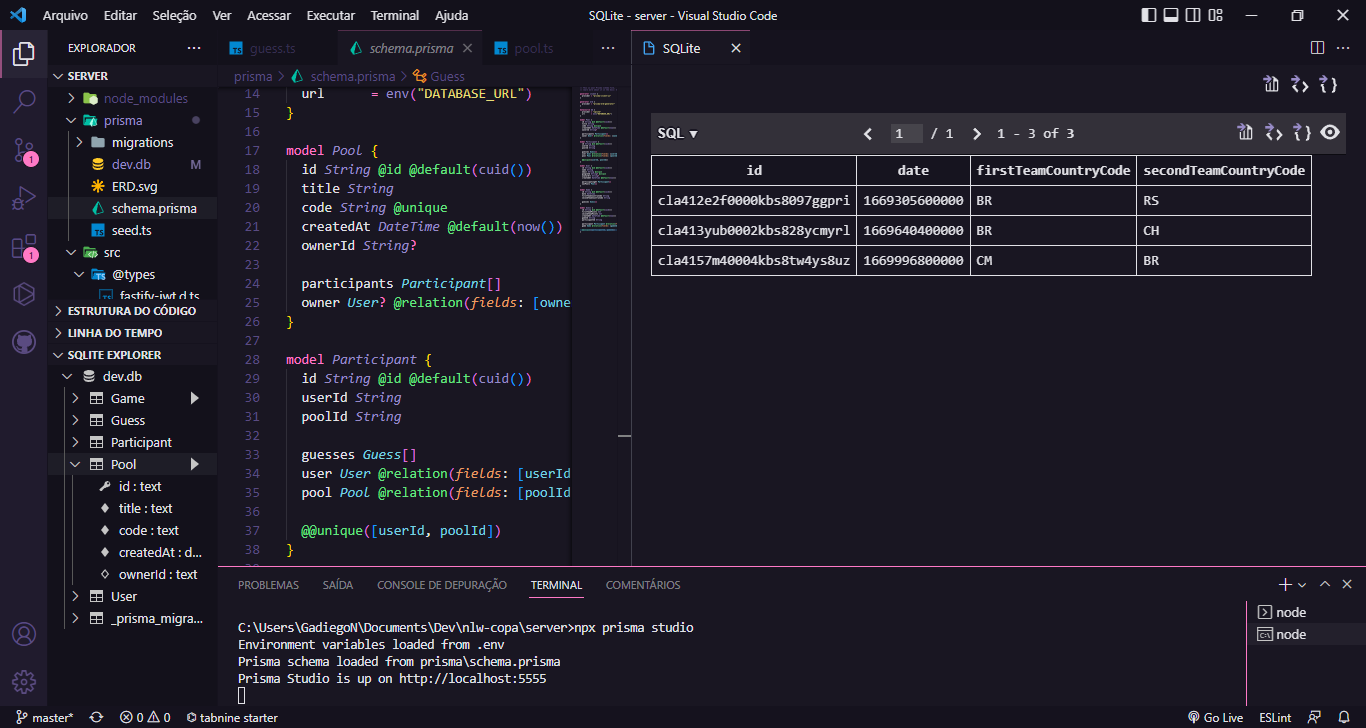 Arquivo Editar Seleção Ver Acessar Executar Terminal Ajuda
SQLite - server - Visual Studio Code
EXPLORADOR
SERVER
node_modules
prisma
migrations
dev.db M
ERD.svg
schema.prisma
seed.ts
src
@types
fastify-jwt.d.ts
ESTRUTURA DO CÓDIGO
LINHA DO TEMPO
SQLITE EXPLORER
dev.db
Game
Guess
Participant
Pool
id : text
title : text
code : text
createdAt : d...
ownerId : text
User
_prisma_migra...
1
1
guess.ts
schema.prisma
pool.ts
prisma > schema.prisma > Guess
14 url = env("DATABASE_URL")
15 }
16
17 model Pool {
18 id String @id @default(cuid())
19 title String
20 code String @unique
21 createdAt DateTime @default(now())
22 ownerId String?
23
24 participants Participant[]
25 owner User? @relation(fields: [owne
26 }
27
28 model Participant {
29 id String @id @default(cuid())
30 userId String
31 poolId String
32
33 guesses Guess[]
34 user User @relation(fields: [userId
35 pool Pool @relation(fields: [poolId
36
37 @@unique([userId, poolId])
38 }
SQLite
SQL ▼
1 / 1
1 - 3 of 3
id date firstTeamCountryCode secondTeamCountryCode
cla412e2f0000kbs8097ggpri 1669305600000 BR RS
cla413yub0002kbs828ycmyrl 1669640400000 BR CH
cla4157m40004kbs8tw4ys8uz 1669996800000 CM BR
PROBLEMAS SAÍDA CONSOLE DE DEPURAÇÃO TERMINAL COMENTÁRIOS
C:\Users\GadiegoN\Documents\Dev\nlw-copa\server>npx prisma studio
Environment variables loaded from .env
Prisma schema loaded from prisma\schema.prisma
Prisma Studio is up on http://localhost:5555
node
node
master* 0 0 tabnine starter
Go Live ESLint